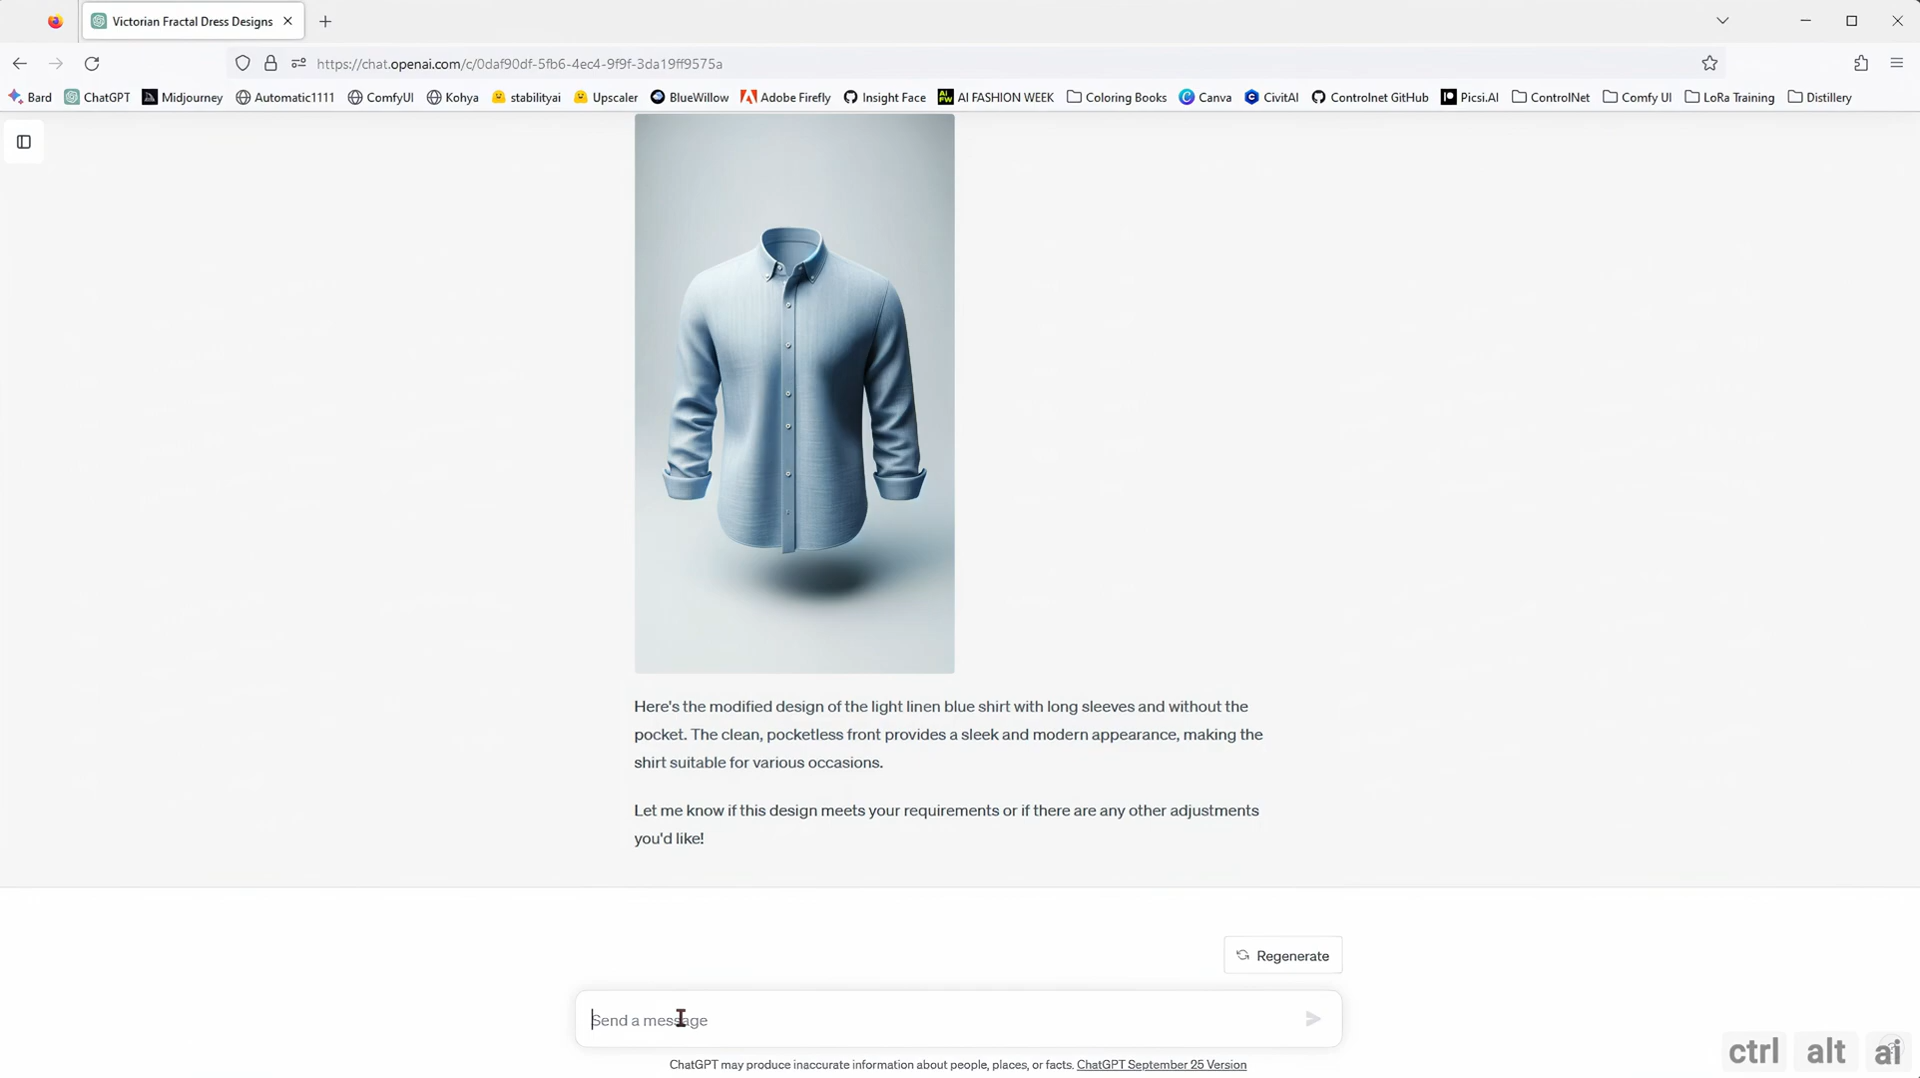 Victorian Fractal Dress Designs
https://chat.openai.com/c/0daf90df-5fb6-4ec4-9f9f-3da19ff9575a
Bard ChatGPT Midjourney Automatic1111 ComfyUI Kohya stabilityai Upscaler BlueWillow Adobe Firefly Insight Face AI FASHION WEEK Coloring Books Canva CivitAI Controlnet GitHub Picsi.AI ControlNet Comfy UI LoRa Training Distillery
Here's the modified design of the light linen blue shirt with long sleeves and without the
pocket. The clean, pocketless front provides a sleek and modern appearance, making the
shirt suitable for various occasions.
Let me know if this design meets your requirements or if there are any other adjustments
you'd like!
Regenerate
Send a message
ChatGPT may produce inaccurate information about people, places, or facts. ChatGPT September 25 Version
ctrl alt ai